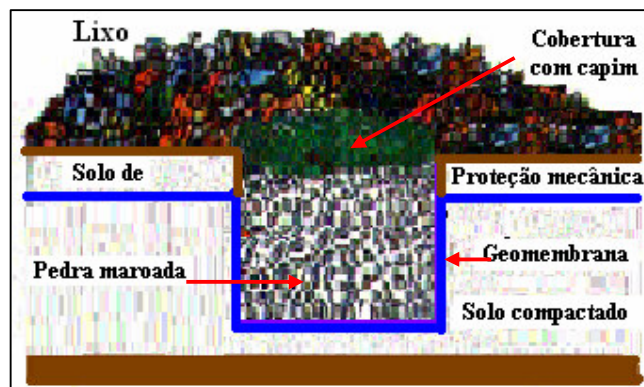 Lixo
Cobertura
com capim
Solo de
Proteção mecânica
Pedra maroada
Geomembrana
Solo compactado